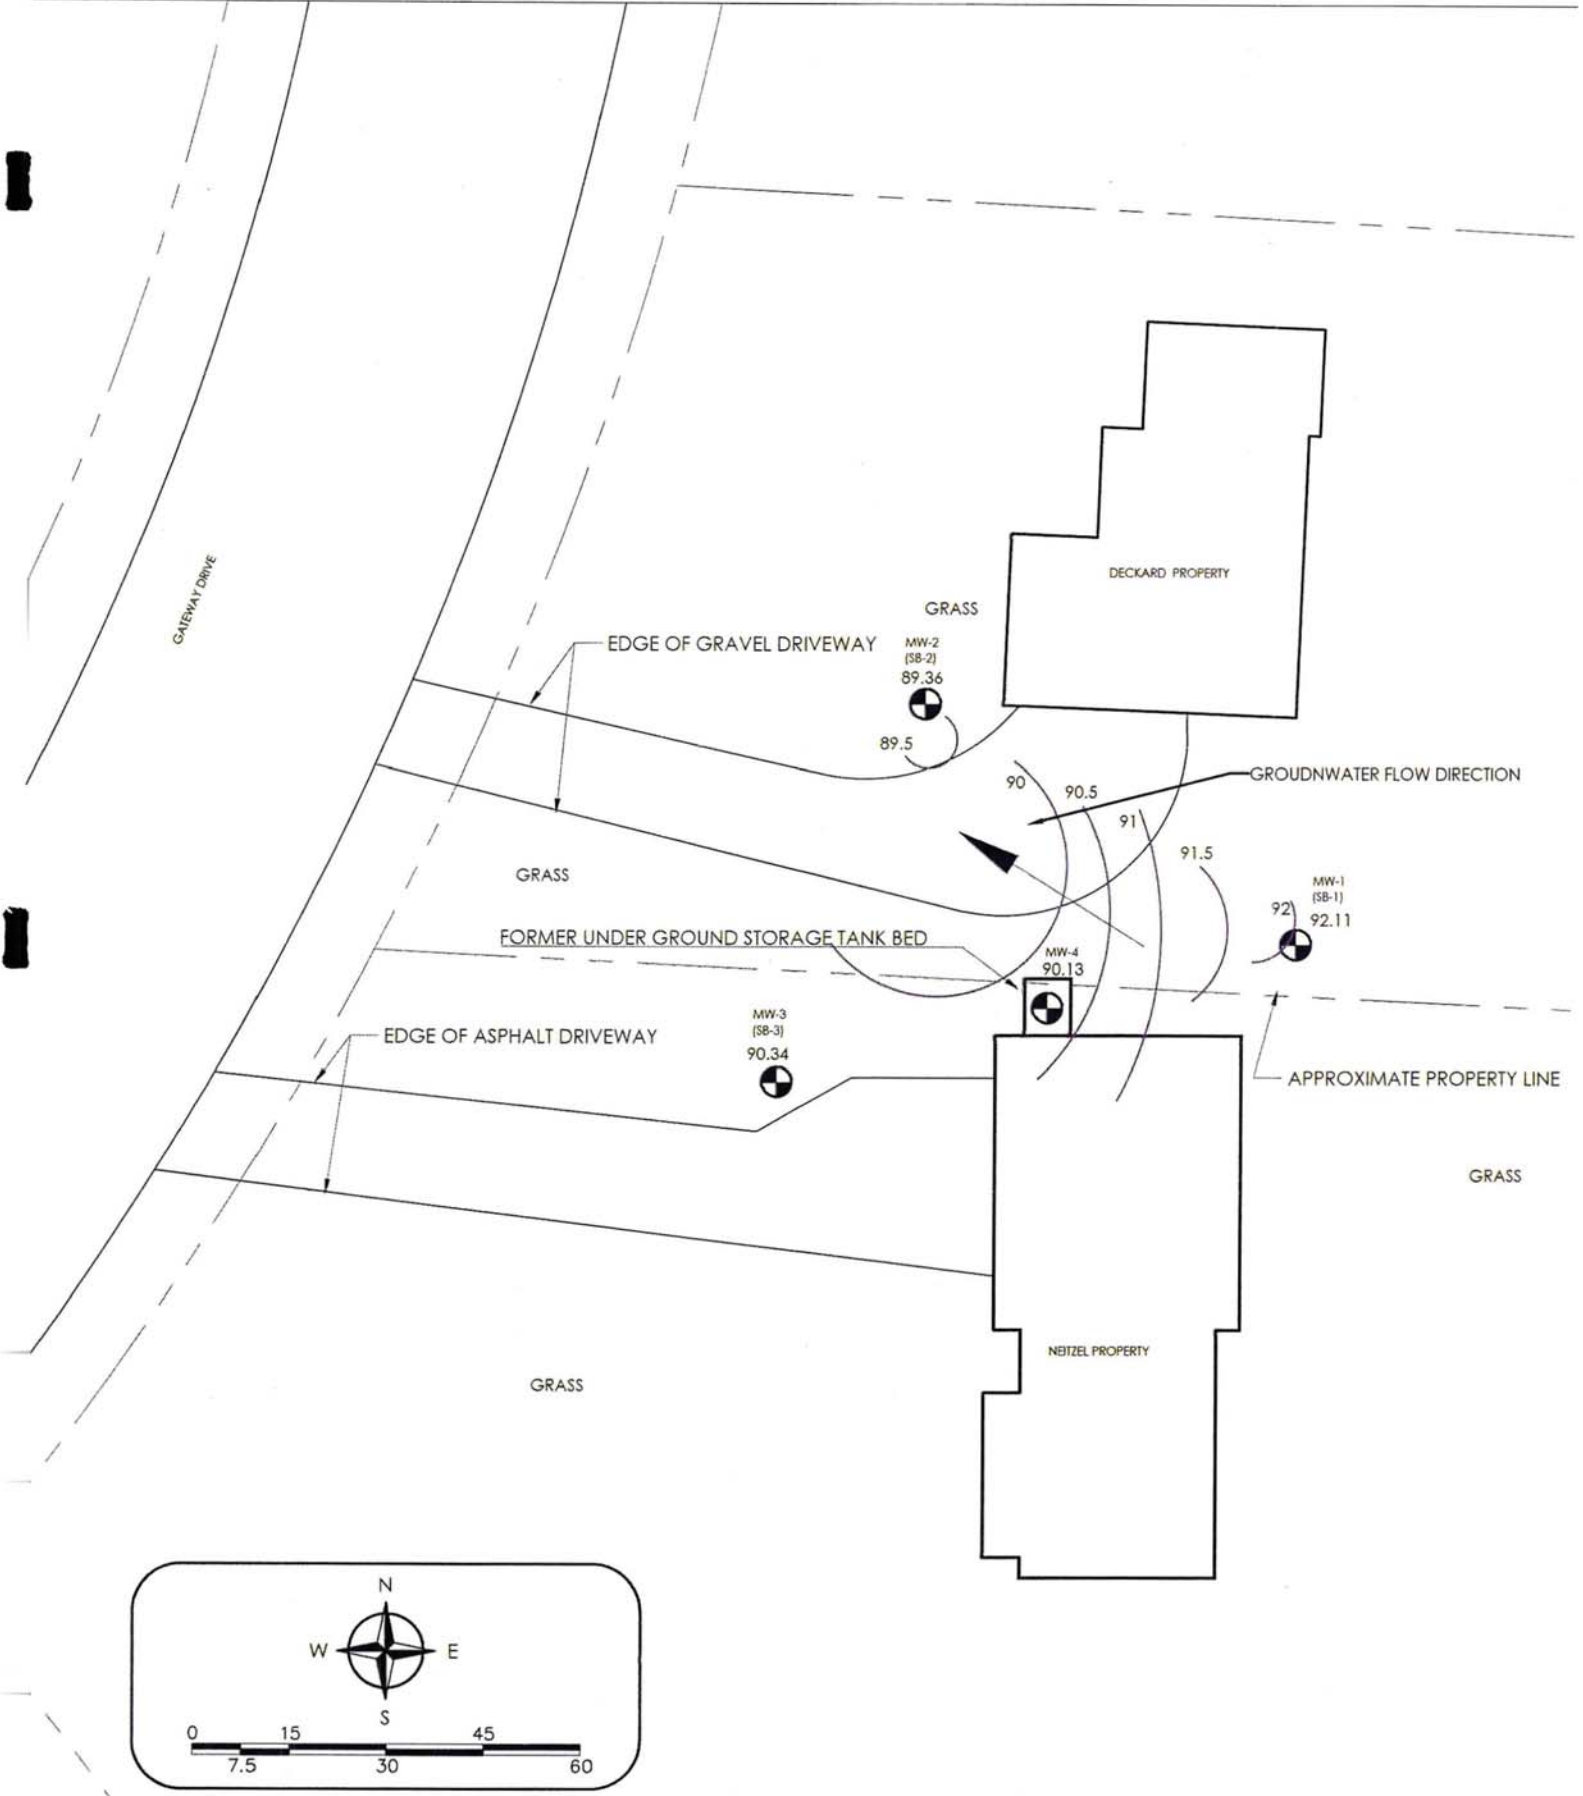 DECKARD PROPERTY
GATEWAY DRIVE
GRASS
EDGE OF GRAVEL DRIVEWAY
MW-2
(SB-2)
89.36
89.5
90
90.5
91
91.5
GROUDNWATER FLOW DIRECTION
GRASS
MW-1
(SB-1)
92
92.11
FORMER UNDER GROUND STORAGE TANK BED
MW-4
90.13
MW-3
(SB-3)
90.34
EDGE OF ASPHALT DRIVEWAY
APPROXIMATE PROPERTY LINE
GRASS
NEITZEL PROPERTY
GRASS
N
W E
S
0 15 45
7.5 30 60